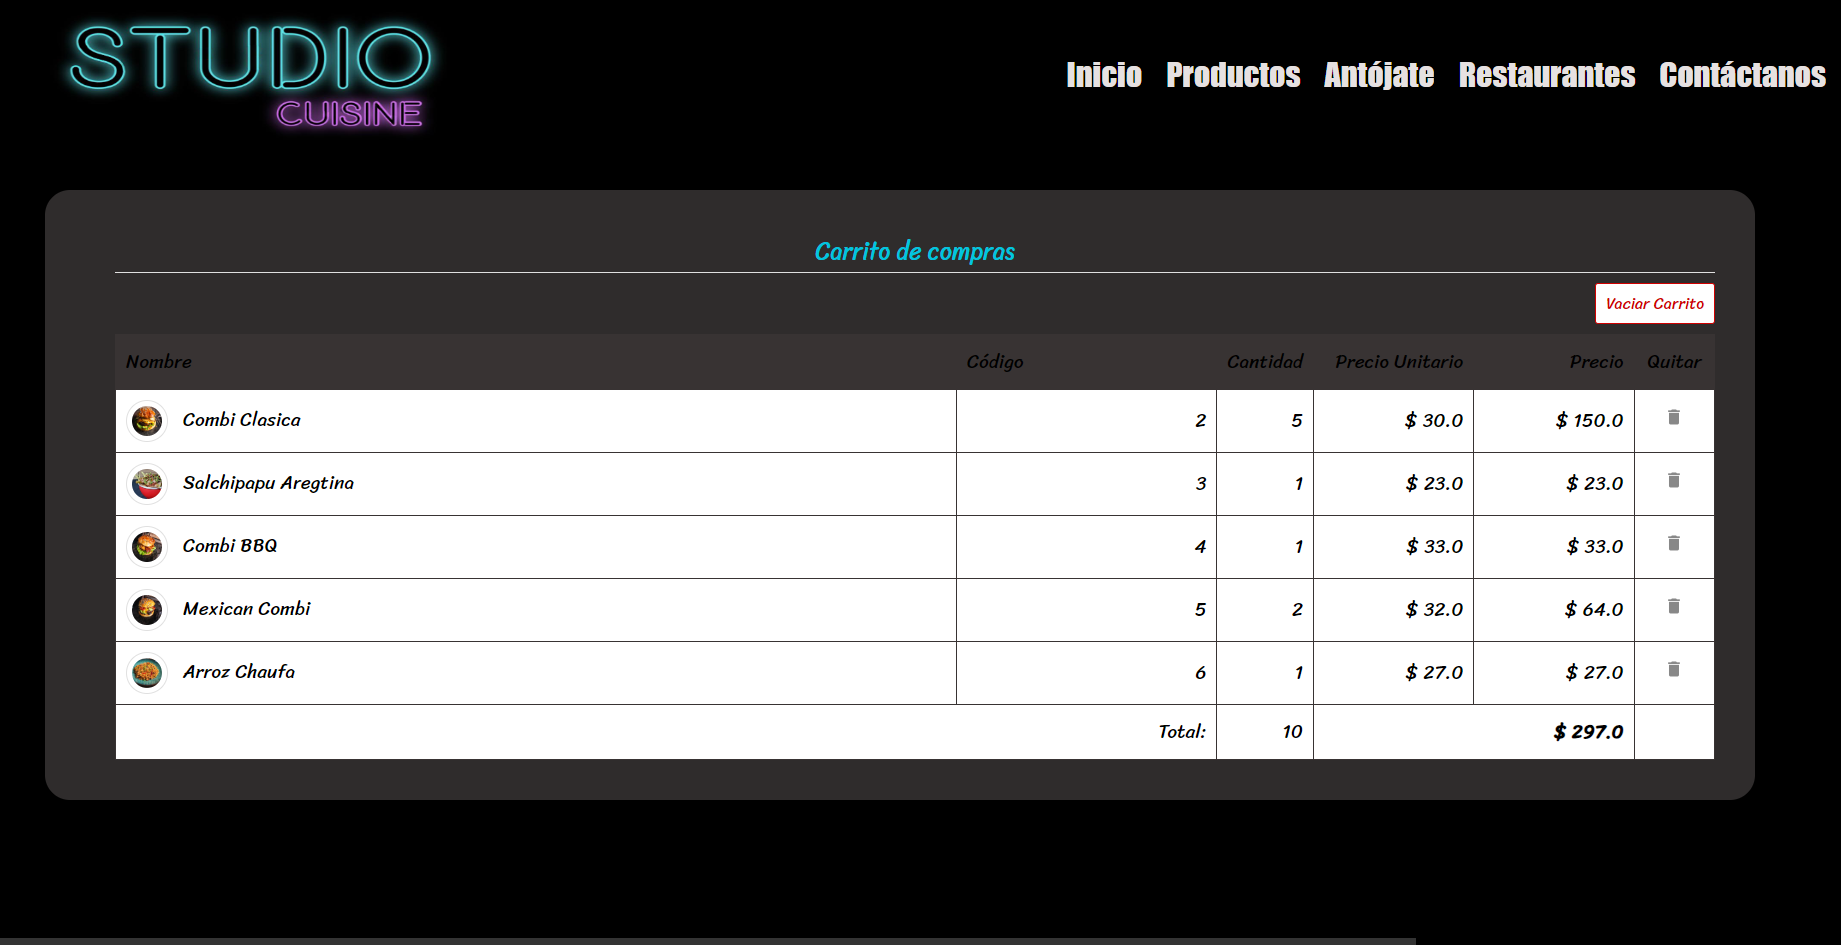 STUDIO
CUISINE
Inicio Productos Antójate Restaurantes Contáctanos
Carrito de compras
Vaciar Carrito
Nombre Código Cantidad Precio Unitario Precio Quitar
Combi Clasica 2 5 $ 30.0 $ 150.0
Salchipapu Aregtina 3 1 $ 23.0 $ 23.0
Combi BBQ 4 1 $ 33.0 $ 33.0
Mexican Combi 5 2 $ 32.0 $ 64.0
Arroz Chaufa 6 1 $ 27.0 $ 27.0
Total: 10 $ 297.0